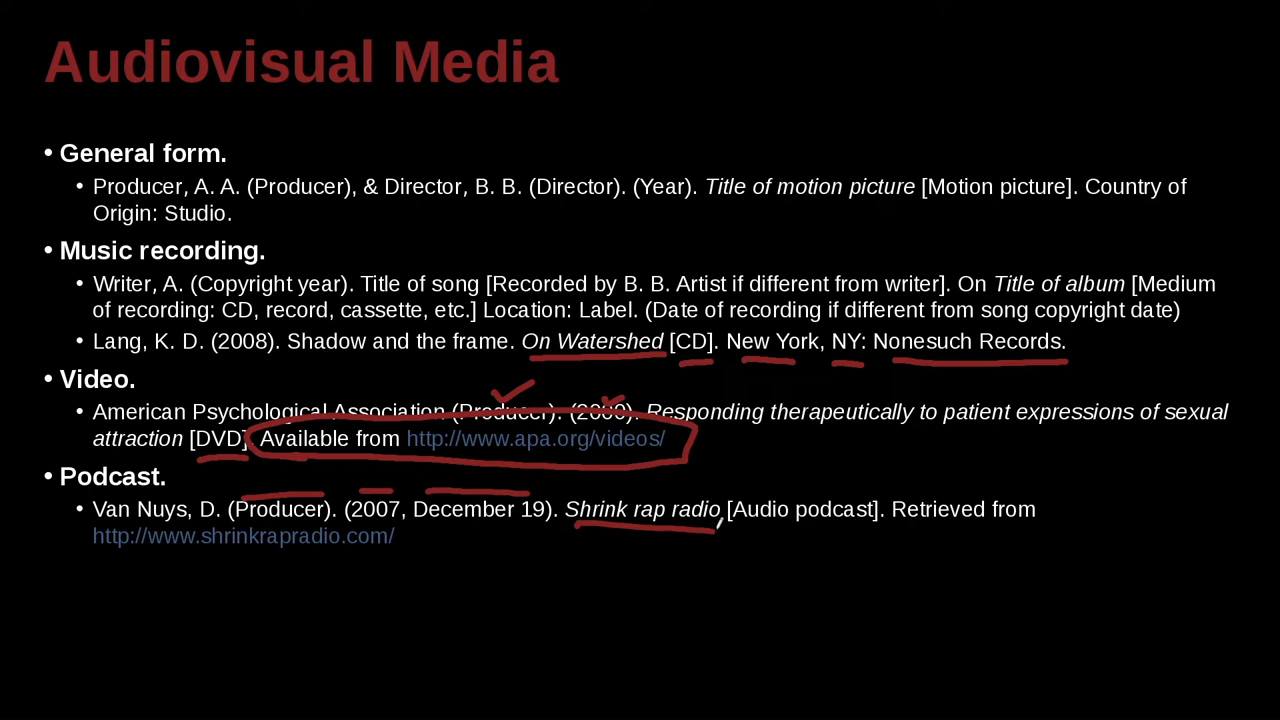 Audiovisual Media
• General form.
• Producer, A. A. (Producer), & Director, B. B. (Director). (Year). Title of motion picture [Motion picture]. Country of
Origin: Studio.
• Music recording.
• Writer, A. (Copyright year). Title of song [Recorded by B. B. Artist if different from writer]. On Title of album [Medium
of recording: CD, record, cassette, etc.] Location: Label. (Date of recording if different from song copyright date)
• Lang, K. D. (2008). Shadow and the frame. On Watershed [CD]. New York, NY: Nonesuch Records.
• Video.
• American Psychological Association (Producer). (2000). Responding therapeutically to patient expressions of sexual
attraction [DVD]. Available from http://www.apa.org/videos/
• Podcast.
• Van Nuys, D. (Producer). (2007, December 19). Shrink rap radio [Audio podcast]. Retrieved from
http://www.shrinkrapradio.com/